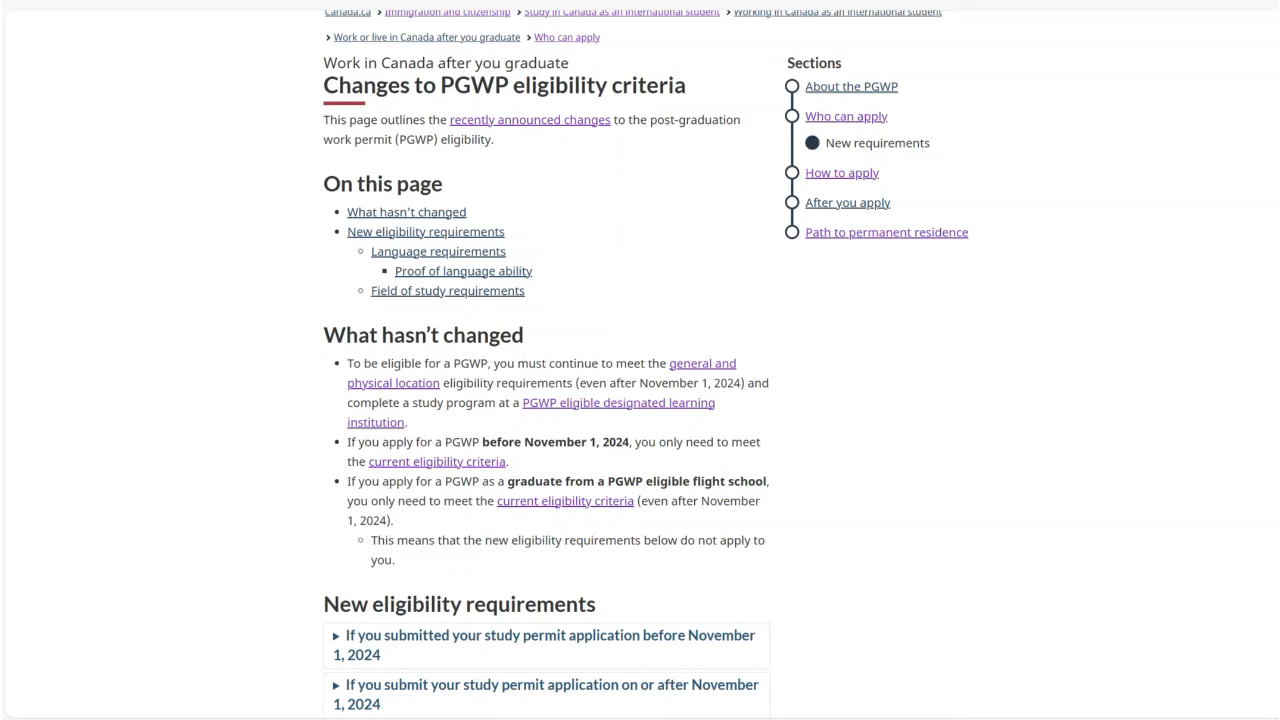 Canada.ca > Immigration and citizenship > Study in Canada as an international student > Working in Canada as an international student
> Work or live in Canada after you graduate > Who can apply
Work in Canada after you graduate
Changes to PGWP eligibility criteria
This page outlines the recently announced changes to the post-graduation
work permit (PGWP) eligibility.
On this page
• What hasn't changed
• New eligibility requirements
○ Language requirements
▪ Proof of language ability
○ Field of study requirements
What hasn't changed
• To be eligible for a PGWP, you must continue to meet the general and
physical location eligibility requirements (even after November 1, 2024) and
complete a study program at a PGWP eligible designated learning
institution.
• If you apply for a PGWP before November 1, 2024, you only need to meet
the current eligibility criteria.
• If you apply for a PGWP as a graduate from a PGWP eligible flight school,
you only need to meet the current eligibility criteria (even after November
1, 2024).
○ This means that the new eligibility requirements below do not apply to
you.
New eligibility requirements
▸ If you submitted your study permit application before November
1, 2024
▸ If you submit your study permit application on or after November
1, 2024
Sections
About the PGWP
Who can apply
New requirements
How to apply
After you apply
Path to permanent residence